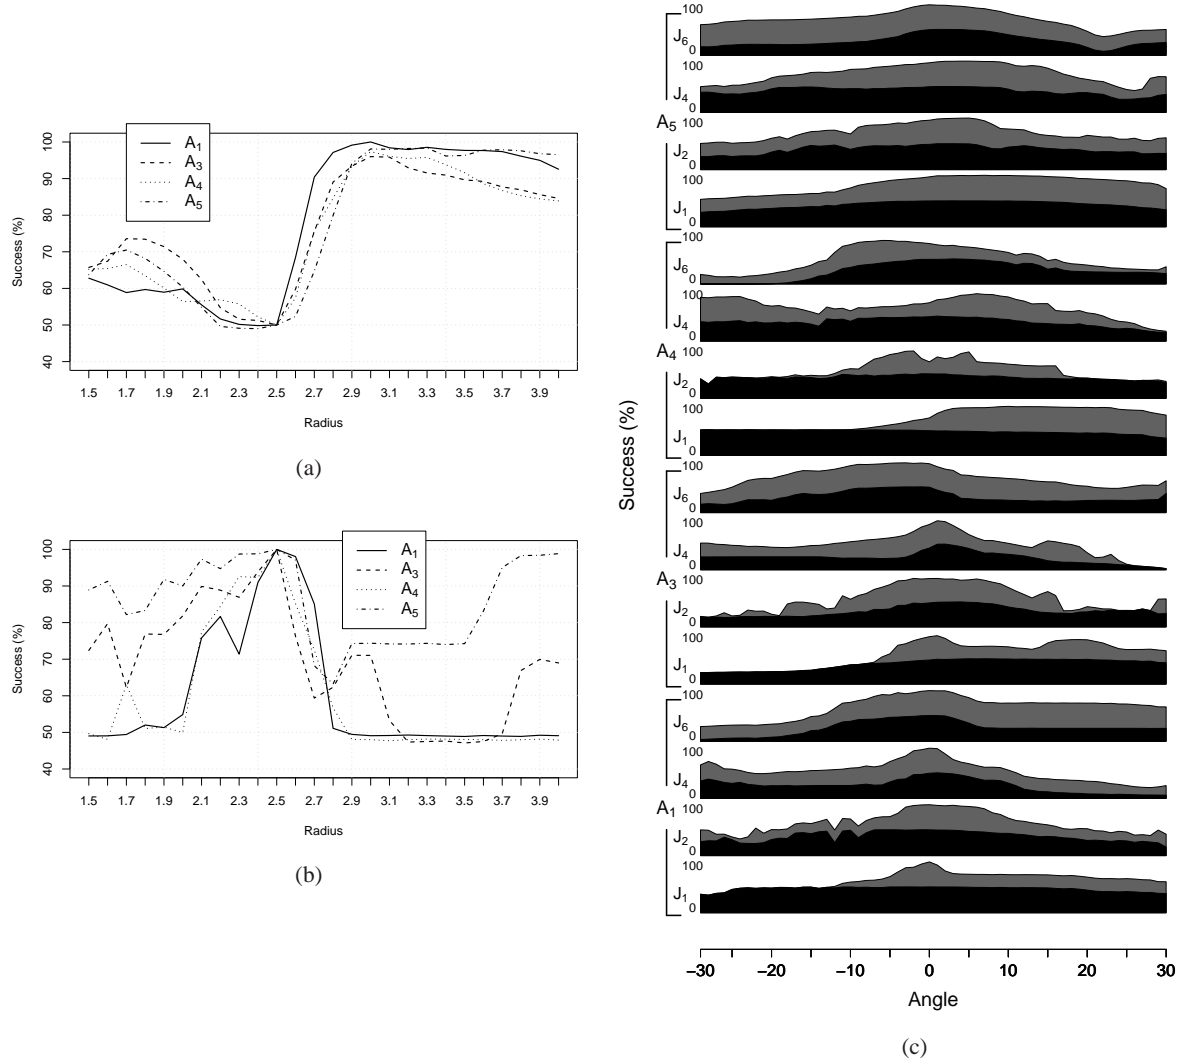 A1
A3
A4
A5
Success (%)
100
90
80
70
60
50
40
1.5 1.7 1.9 2.1 2.3 2.5 2.7 2.9 3.1 3.3 3.5 3.7 3.9
Radius
(a)
A1
A3
A4
A5
Success (%)
100
90
80
70
60
50
40
1.5 1.7 1.9 2.1 2.3 2.5 2.7 2.9 3.1 3.3 3.5 3.7 3.9
Radius
(b)
Success (%)
A5
100
J6
0
100
J4
0
100
J2
0
100
J1
0
A4
100
J6
0
100
J4
0
100
J2
0
100
J1
0
A3
100
J6
0
100
J4
0
100
J2
0
100
J1
0
A1
100
J6
0
100
J4
0
100
J2
0
100
J1
0
−30 −20 −10 0 10 20 30
Angle
(c)